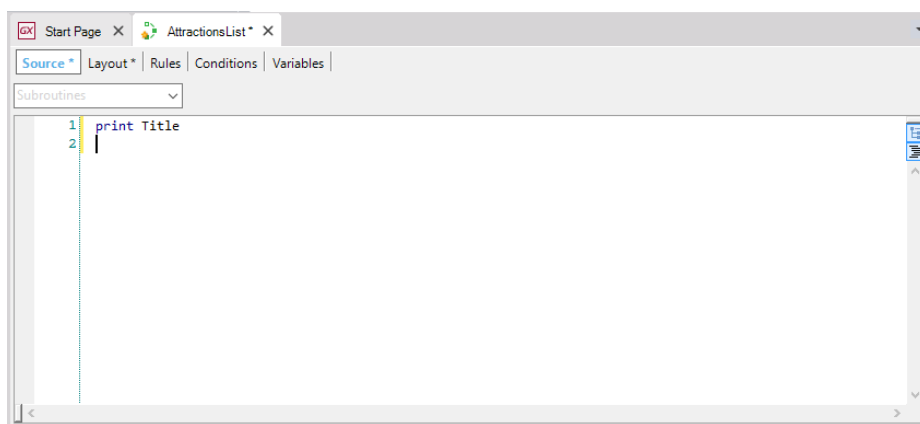 GX Start Page AttractionsList *
Source * Layout * Rules Conditions Variables
Subroutines
1 print Title
2